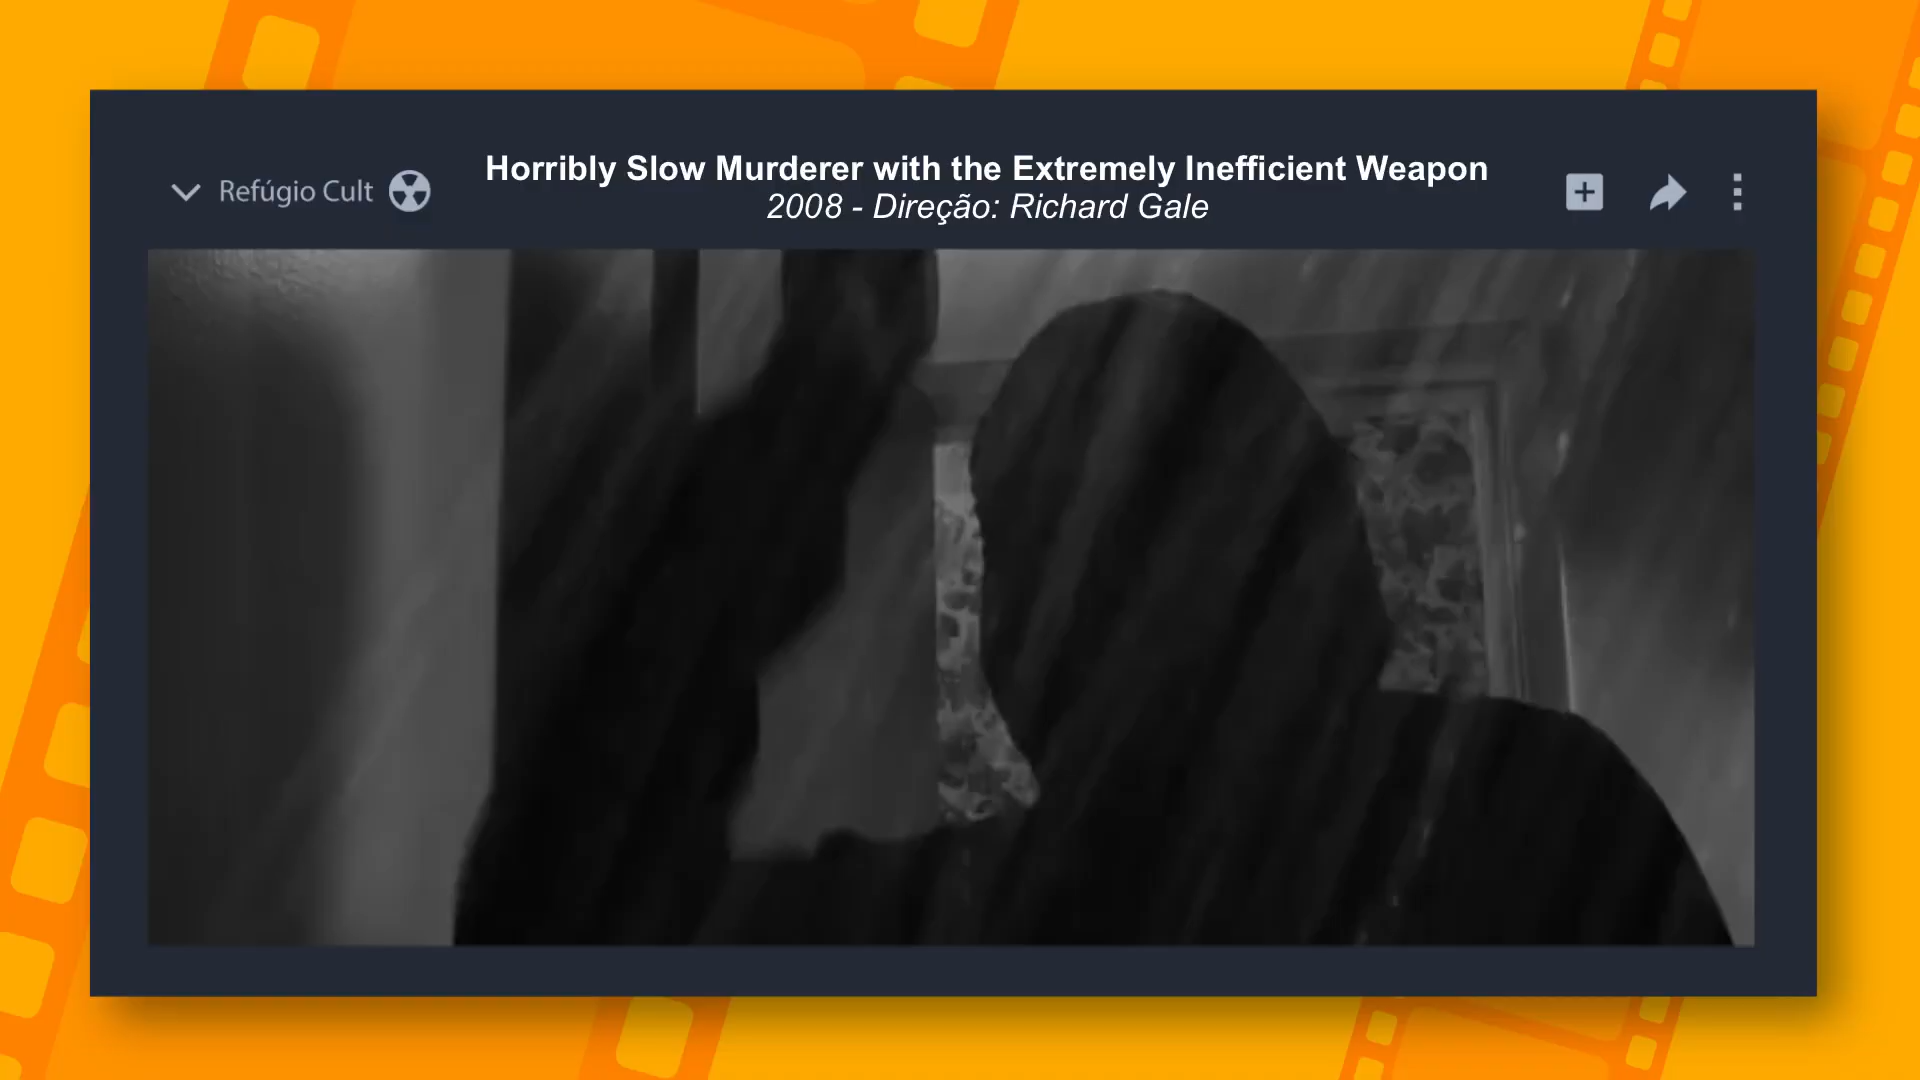 Refúgio Cult
Horribly Slow Murderer with the Extremely Inefficient Weapon
2008 - Direção: Richard Gale